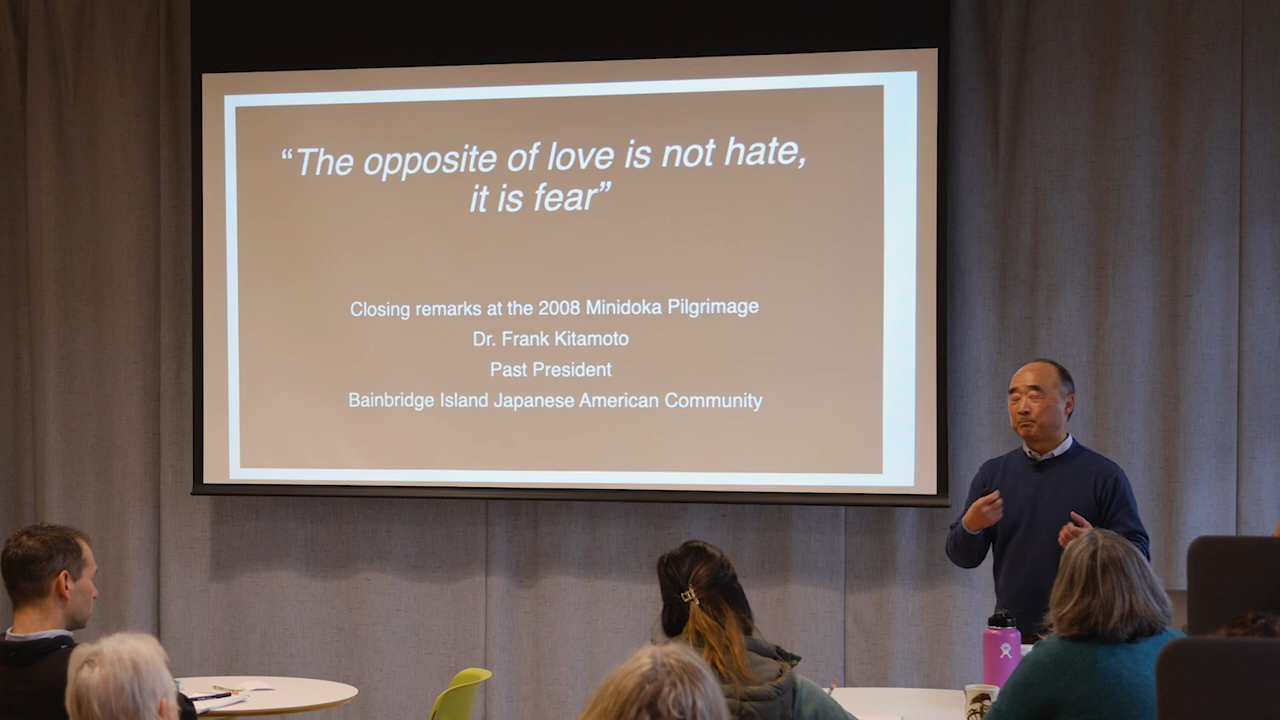 “The opposite of love is not hate,
it is fear”
Closing remarks at the 2008 Minidoka Pilgrimage
Dr. Frank Kitamoto
Past President
Bainbridge Island Japanese American Community